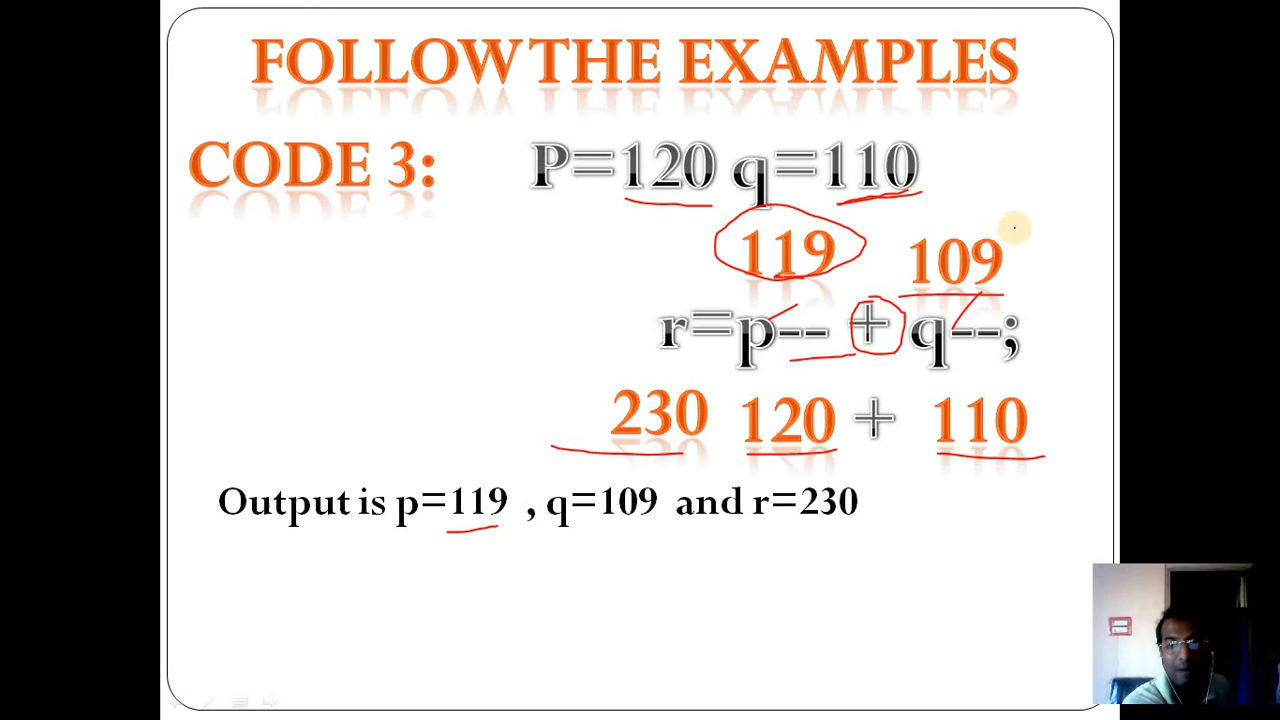 FOLLOW THE EXAMPLES
CODE 3: P=120 q=110
119 109
r=p-- + q--;
230 120 + 110
Output is p=119 , q=109 and r=230